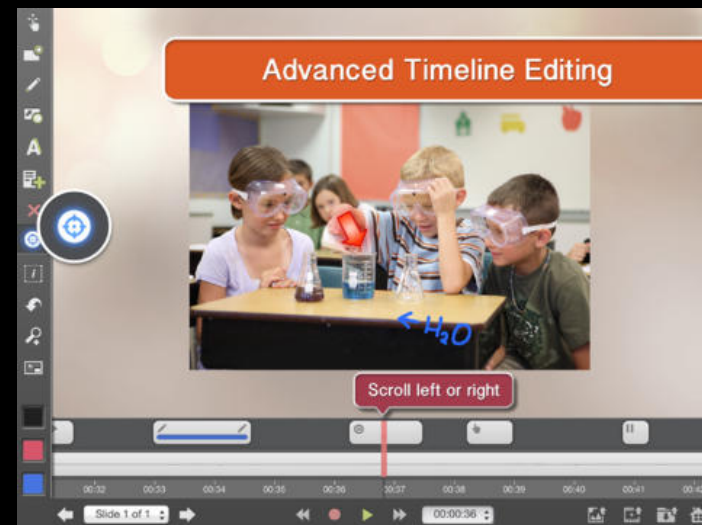 Advanced Timeline Editing
A
i
← H₂O
Scroll left or right
00:32 00:33 00:34 00:35 00:36 00:37 00:38 00:39 00:40 00:41
Slide 1 of 1
00:00:36